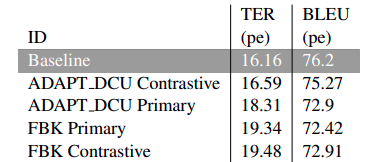 TER BLEU
ID (pe) (pe)
Baseline 16.16 76.2
ADAPT_DCU Contrastive 16.59 75.27
ADAPT_DCU Primary 18.31 72.9
FBK Primary 19.34 72.42
FBK Contrastive 19.48 72.91